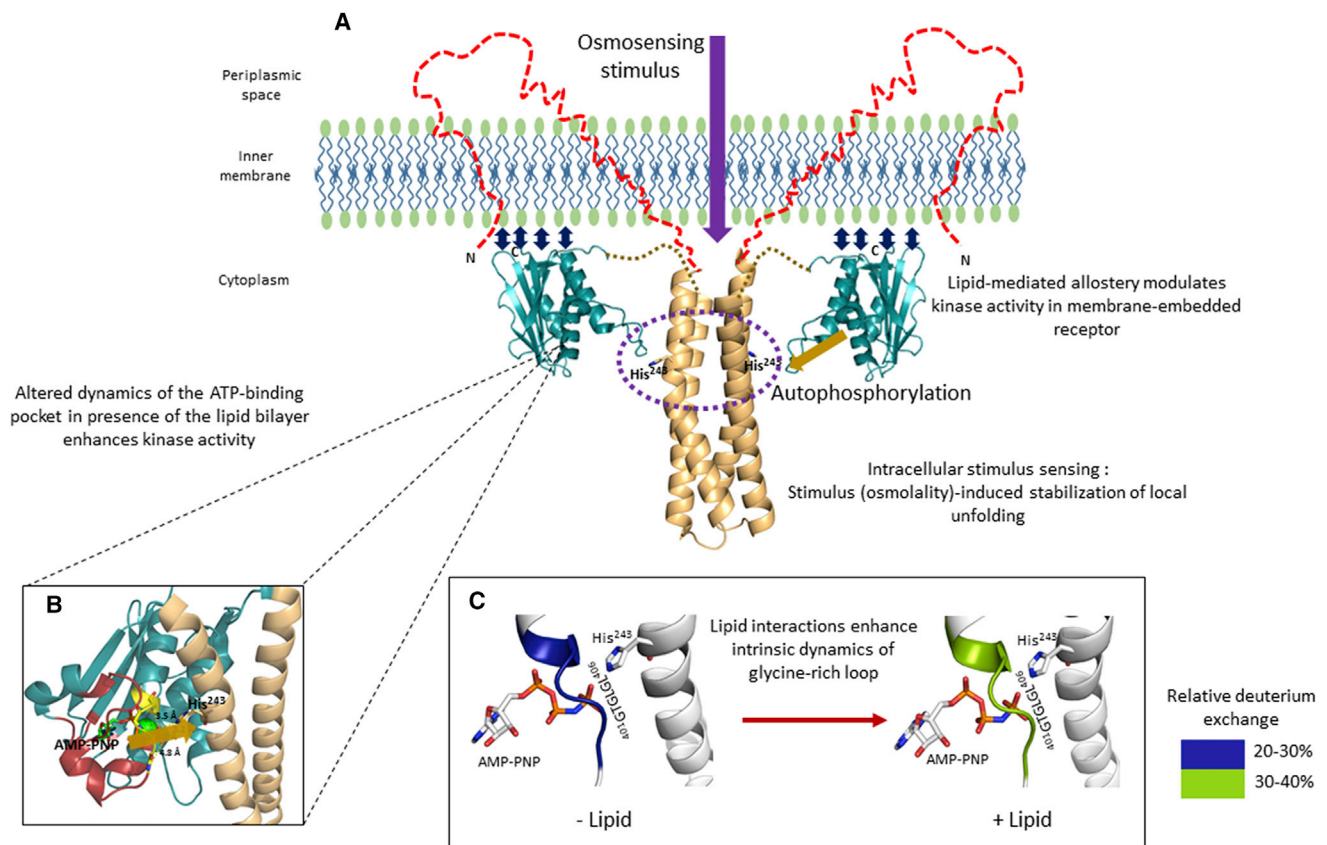 A
Osmosensing
stimulus
Periplasmic
space
Inner
membrane
Cytoplasm
N
C
C
N
Lipid-mediated allostery modulates
kinase activity in membrane-embedded
receptor
His243
His243
Autophosphorylation
Altered dynamics of the ATP-binding
pocket in presence of the lipid bilayer
enhances kinase activity
Intracellular stimulus sensing :
Stimulus (osmolality)-induced stabilization of local
unfolding
B
His243
3.5 Å
AMP-PNP
4.3 Å
C
His243
401GTGLGL406
AMP-PNP
- Lipid
Lipid interactions enhance
intrinsic dynamics of
glycine-rich loop
His243
401GTGLGL406
AMP-PNP
+ Lipid
Relative deuterium
exchange
20-30%
30-40%